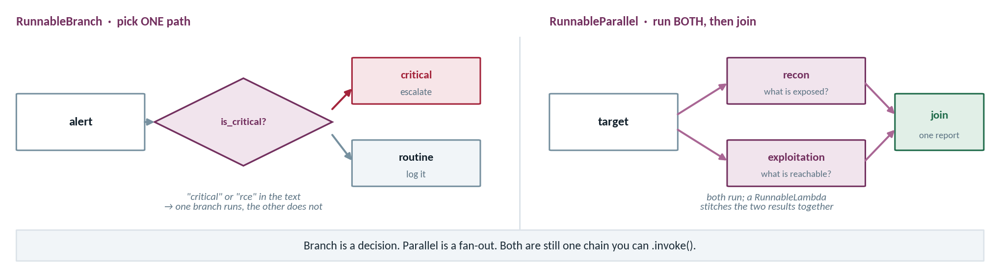 RunnableBranch · pick ONE path
alert
is_critical?
critical
escalate
routine
log it
"critical" or "rce" in the text
→ one branch runs, the other does not
RunnableParallel · run BOTH, then join
target
recon
what is exposed?
exploitation
what is reachable?
join
one report
both run; a RunnableLambda
stitches the two results together
Branch is a decision. Parallel is a fan-out. Both are still one chain you can .invoke().